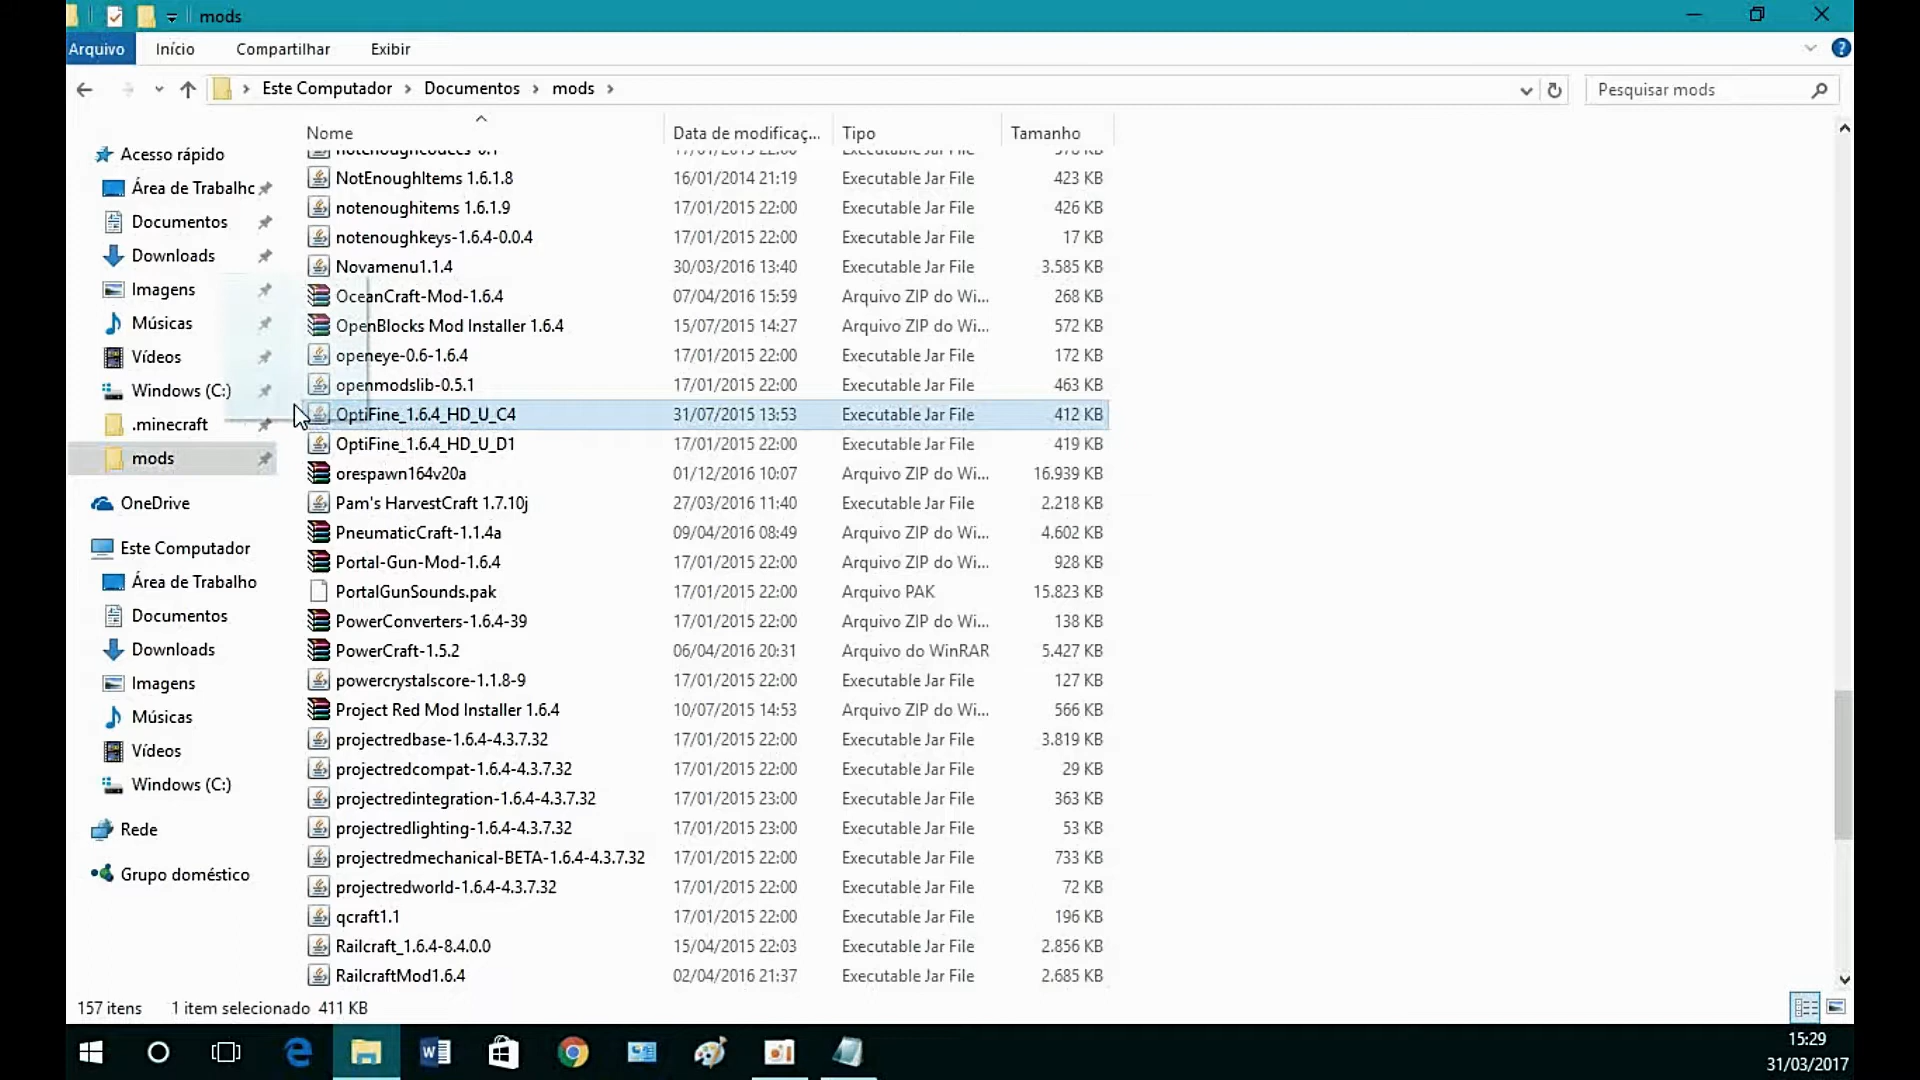 mods
Arquivo Início Compartilhar Exibir
Este Computador Documentos mods
Pesquisar mods
Nome Data de modificaç... Tipo Tamanho
Acesso rápido
Área de Trabalhc
Documentos
Downloads
Imagens
Músicas
Vídeos
Windows (C:)
.minecraft
mods
OneDrive
Este Computador
Área de Trabalho
Documentos
Downloads
Imagens
Músicas
Vídeos
Windows (C:)
Rede
Grupo doméstico
NotEnoughItems 1.6.1.8 16/01/2014 21:19 Executable Jar File 423 KB
notenoughitems 1.6.1.9 17/01/2015 22:00 Executable Jar File 426 KB
notenoughkeys-1.6.4-0.0.4 17/01/2015 22:00 Executable Jar File 17 KB
Novamenu1.1.4 30/03/2016 13:40 Executable Jar File 3.585 KB
OceanCraft-Mod-1.6.4 07/04/2016 15:59 Arquivo ZIP do Wi... 268 KB
OpenBlocks Mod Installer 1.6.4 15/07/2015 14:27 Arquivo ZIP do Wi... 572 KB
openeye-0.6-1.6.4 17/01/2015 22:00 Executable Jar File 172 KB
openmodslib-0.5.1 17/01/2015 22:00 Executable Jar File 463 KB
OptiFine_1.6.4_HD_U_C4 31/07/2015 13:53 Executable Jar File 412 KB
OptiFine_1.6.4_HD_U_D1 17/01/2015 22:00 Executable Jar File 419 KB
orespawn164v20a 01/12/2016 10:07 Arquivo ZIP do Wi... 16.939 KB
Pam's HarvestCraft 1.7.10j 27/03/2016 11:40 Executable Jar File 2.218 KB
PneumaticCraft-1.1.4a 09/04/2016 08:49 Arquivo ZIP do Wi... 4.602 KB
Portal-Gun-Mod-1.6.4 17/01/2015 22:00 Arquivo ZIP do Wi... 928 KB
PortalGunSounds.pak 17/01/2015 22:00 Arquivo PAK 15.823 KB
PowerConverters-1.6.4-39 17/01/2015 22:00 Arquivo ZIP do Wi... 138 KB
PowerCraft-1.5.2 06/04/2016 20:31 Arquivo do WinRAR 5.427 KB
powercrystalscore-1.1.8-9 17/01/2015 22:00 Executable Jar File 127 KB
Project Red Mod Installer 1.6.4 10/07/2015 14:53 Arquivo ZIP do Wi... 566 KB
projectredbase-1.6.4-4.3.7.32 17/01/2015 22:00 Executable Jar File 3.819 KB
projectredcompat-1.6.4-4.3.7.32 17/01/2015 22:00 Executable Jar File 29 KB
projectredintegration-1.6.4-4.3.7.32 17/01/2015 23:00 Executable Jar File 363 KB
projectredlighting-1.6.4-4.3.7.32 17/01/2015 23:00 Executable Jar File 53 KB
projectredmechanical-BETA-1.6.4-4.3.7.32 17/01/2015 22:00 Executable Jar File 733 KB
projectredworld-1.6.4-4.3.7.32 17/01/2015 22:00 Executable Jar File 72 KB
qcraft1.1 17/01/2015 22:00 Executable Jar File 196 KB
Railcraft_1.6.4-8.4.0.0 15/04/2015 22:03 Executable Jar File 2.856 KB
RailcraftMod1.6.4 02/04/2016 21:37 Executable Jar File 2.685 KB
157 itens 1 item selecionado 411 KB
15:29
31/03/2017